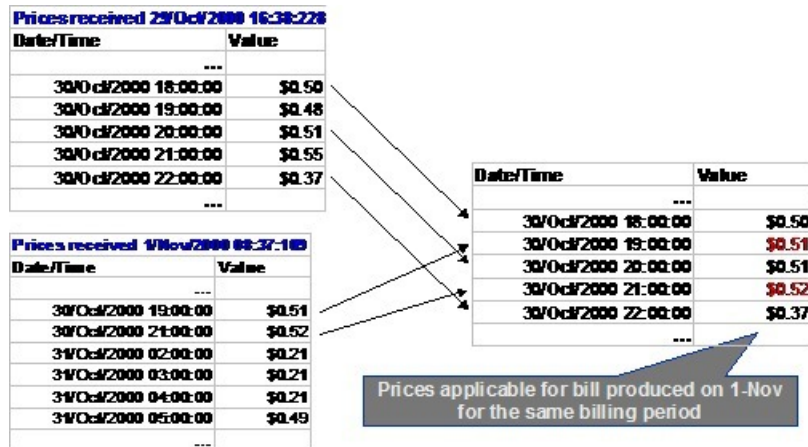 Prices received 29/Oct/2000 16:38:228
Date/Time Value
...
30/Oct/2000 18:00:00 $0.50
30/Oct/2000 19:00:00 $0.48
30/Oct/2000 20:00:00 $0.51
30/Oct/2000 21:00:00 $0.55
30/Oct/2000 22:00:00 $0.37
...
Prices received 1/Nov/2000 08:37:109
Date/Time Value
...
30/Oct/2000 19:00:00 $0.51
30/Oct/2000 21:00:00 $0.52
31/Oct/2000 02:00:00 $0.21
31/Oct/2000 03:00:00 $0.21
31/Oct/2000 04:00:00 $0.21
31/Oct/2000 05:00:00 $0.49
...
Date/Time Value
...
30/Oct/2000 18:00:00 $0.50
30/Oct/2000 19:00:00 $0.51
30/Oct/2000 20:00:00 $0.51
30/Oct/2000 21:00:00 $0.52
30/Oct/2000 22:00:00 $0.37
...
Prices applicable for bill produced on 1-Nov
for the same billing period